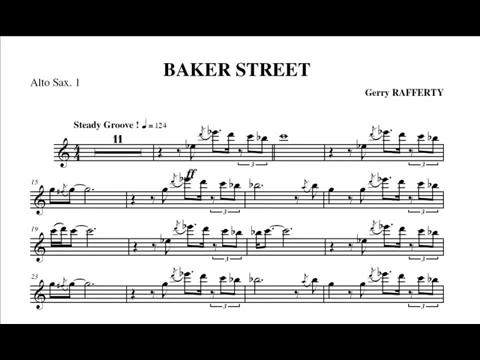 BAKER STREET
Alto Sax. 1
Gerry RAFFERTY
Steady Groove ! ♩ = 124
11
3
3
ff
15
3
3
19
3
3
23
3
3